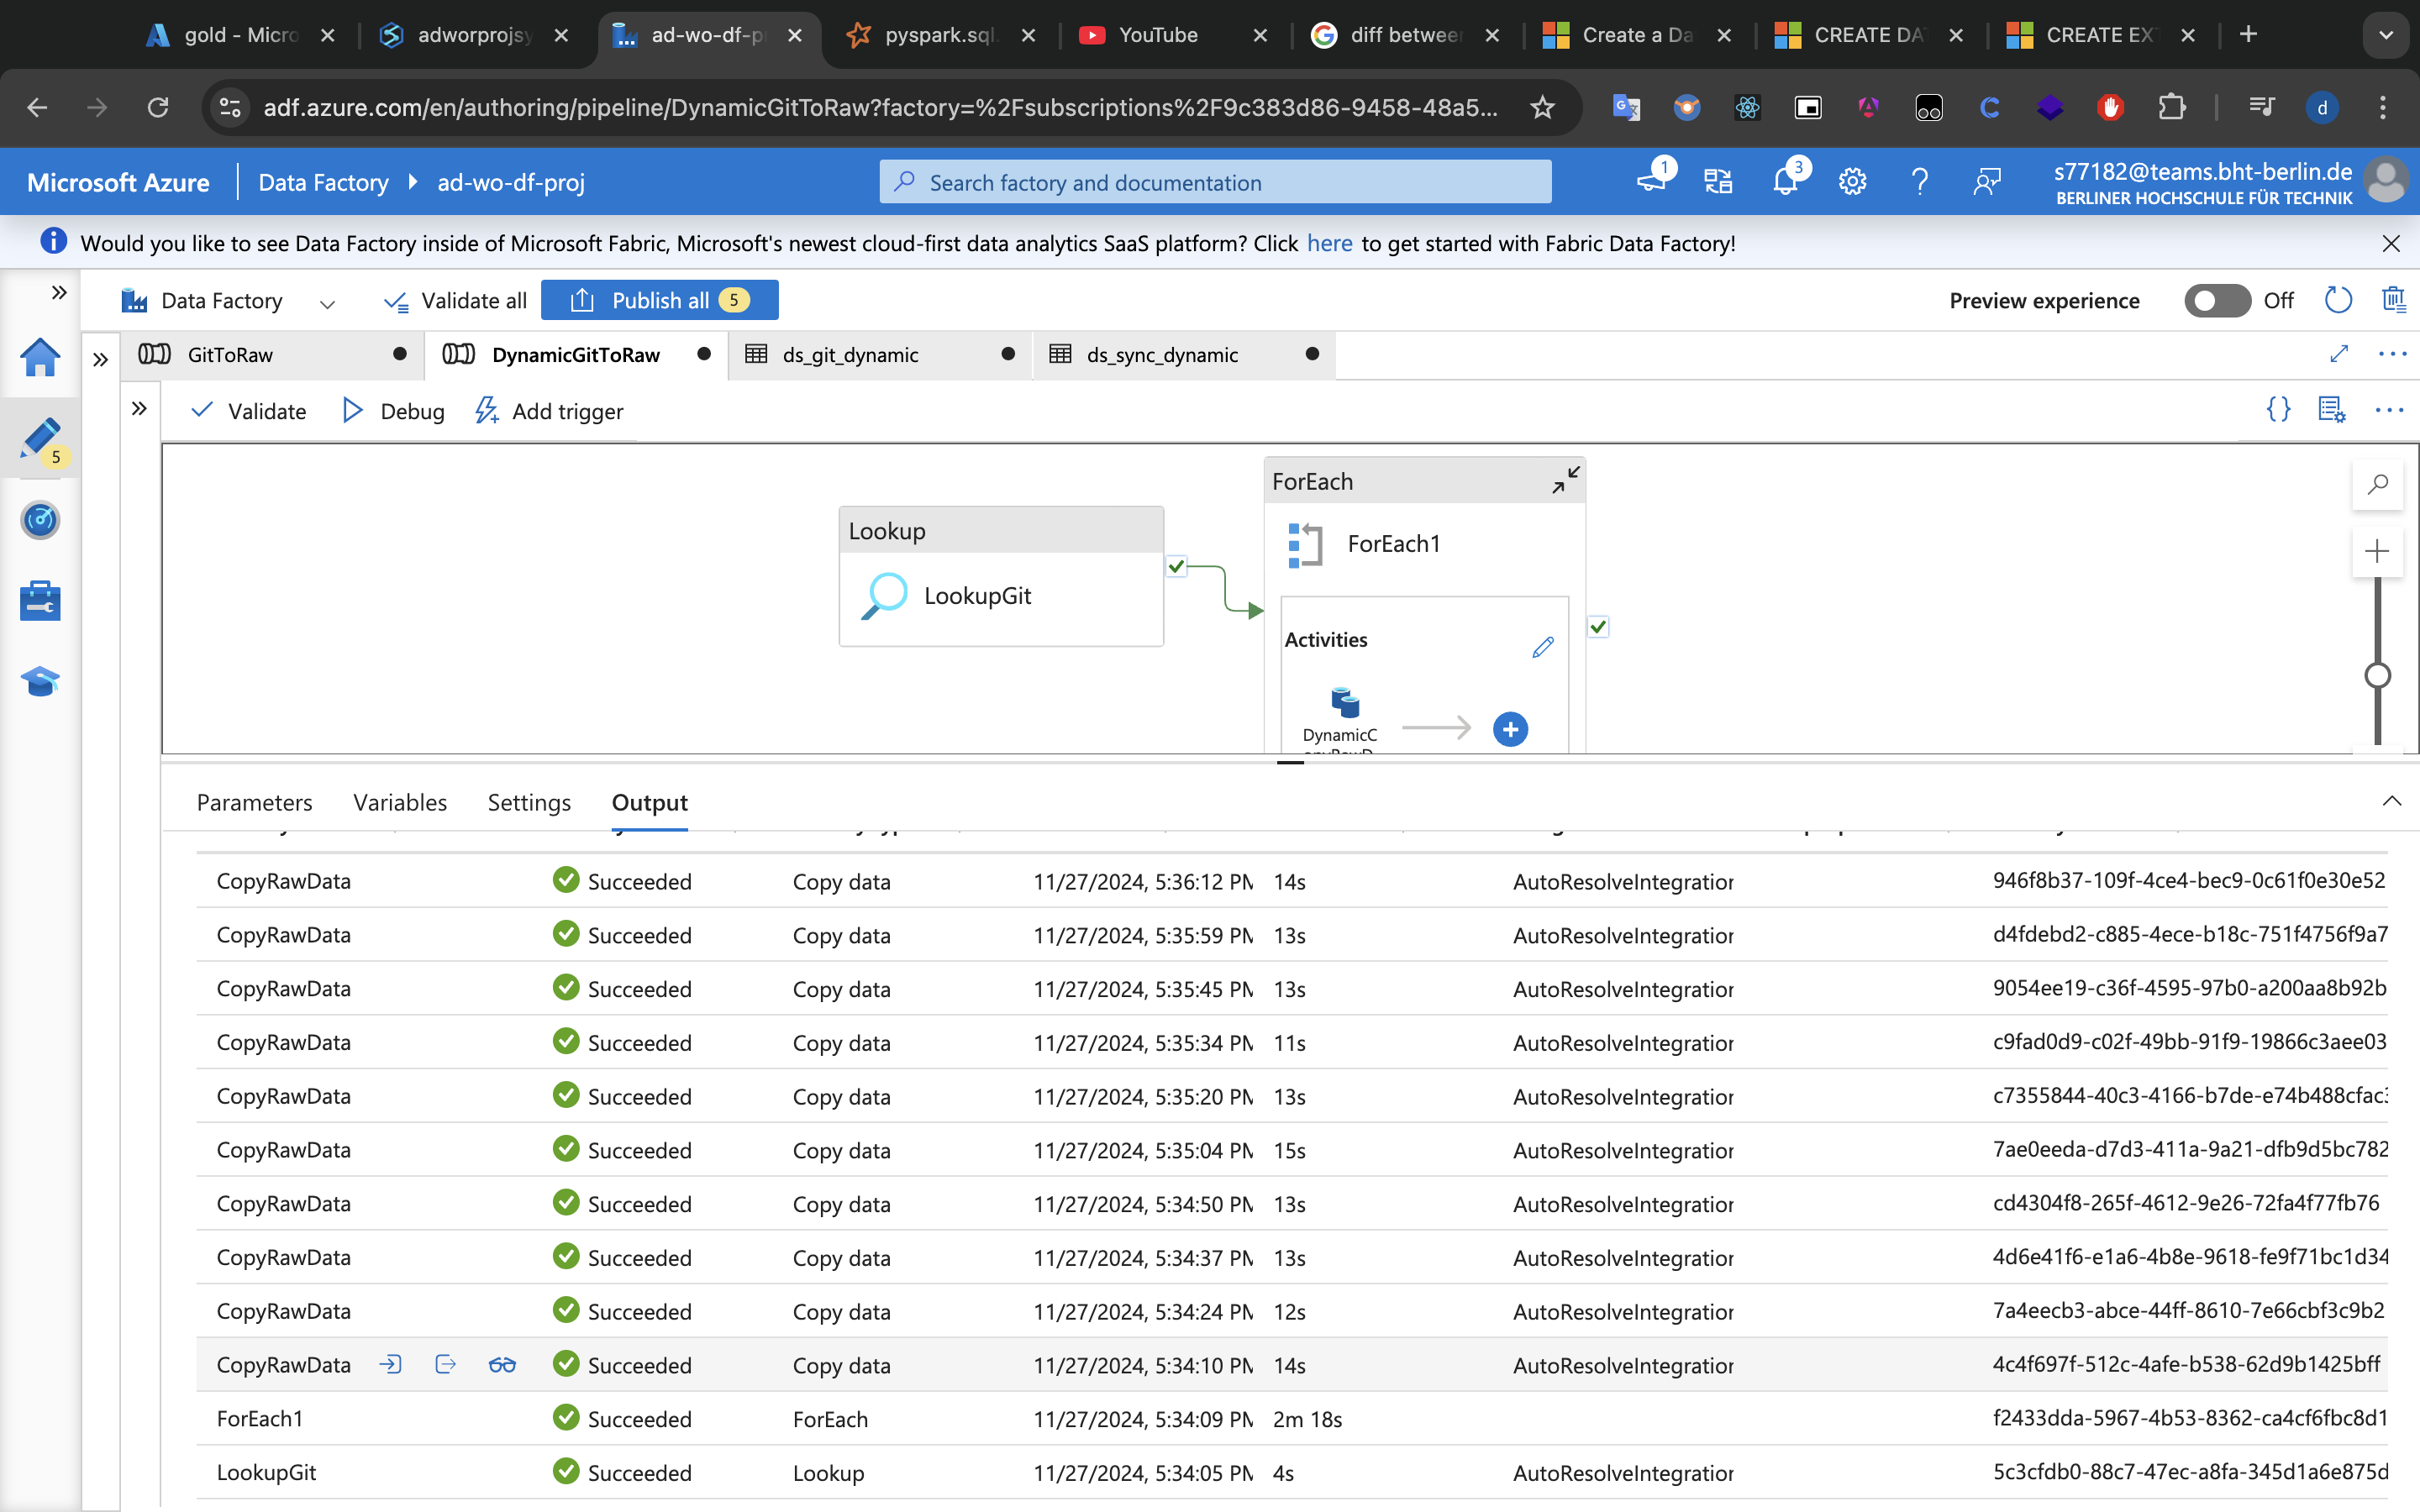 gold - Micro
adworprojsy
ad-wo-df-p
pyspark.sql.
YouTube
diff betwee
Create a Da
CREATE DA
CREATE EX
adf.azure.com/en/authoring/pipeline/DynamicGitToRaw?factory=%2Fsubscriptions%2F9c383d86-9458-48a5...
d
Microsoft Azure
Data Factory
ad-wo-df-proj
Search factory and documentation
1
3
s77182@teams.bht-berlin.de
BERLINER HOCHSCHULE FÜR TECHNIK
Would you like to see Data Factory inside of Microsoft Fabric, Microsoft's newest cloud-first data analytics SaaS platform? Click here to get started with Fabric Data Factory!
Data Factory
Validate all
Publish all 5
Preview experience
Off
GitToRaw
DynamicGitToRaw
ds_git_dynamic
ds_sync_dynamic
5
Validate
Debug
Add trigger
Lookup
LookupGit
ForEach
ForEach1
Activities
DynamicC
Parameters
Variables
Settings
Output
CopyRawData Succeeded Copy data 11/27/2024, 5:36:12 PM 14s AutoResolveIntegration 946f8b37-109f-4ce4-bec9-0c61f0e30e52
CopyRawData Succeeded Copy data 11/27/2024, 5:35:59 PM 13s AutoResolveIntegration d4fdebd2-c885-4ece-b18c-751f4756f9a7
CopyRawData Succeeded Copy data 11/27/2024, 5:35:45 PM 13s AutoResolveIntegration 9054ee19-c36f-4595-97b0-a200aa8b92b
CopyRawData Succeeded Copy data 11/27/2024, 5:35:34 PM 11s AutoResolveIntegration c9fad0d9-c02f-49bb-91f9-19866c3aee03
CopyRawData Succeeded Copy data 11/27/2024, 5:35:20 PM 13s AutoResolveIntegration c7355844-40c3-4166-b7de-e74b488cfac
CopyRawData Succeeded Copy data 11/27/2024, 5:35:04 PM 15s AutoResolveIntegration 7ae0eeda-d7d3-411a-9a21-dfb9d5bc782
CopyRawData Succeeded Copy data 11/27/2024, 5:34:50 PM 13s AutoResolveIntegration cd4304f8-265f-4612-9e26-72fa4f77fb76
CopyRawData Succeeded Copy data 11/27/2024, 5:34:37 PM 13s AutoResolveIntegration 4d6e41f6-e1a6-4b8e-9618-fe9f71bc1d34
CopyRawData Succeeded Copy data 11/27/2024, 5:34:24 PM 12s AutoResolveIntegration 7a4eecb3-abce-44ff-8610-7e66cbf3c9b2
CopyRawData Succeeded Copy data 11/27/2024, 5:34:10 PM 14s AutoResolveIntegration 4c4f697f-512c-4afe-b538-62d9b1425bff
ForEach1 Succeeded ForEach 11/27/2024, 5:34:09 PM 2m 18s f2433dda-5967-4b53-8362-ca4cf6fbc8d1
LookupGit Succeeded Lookup 11/27/2024, 5:34:05 PM 4s AutoResolveIntegration 5c3cfdb0-88c7-47ec-a8fa-345d1a6e875d